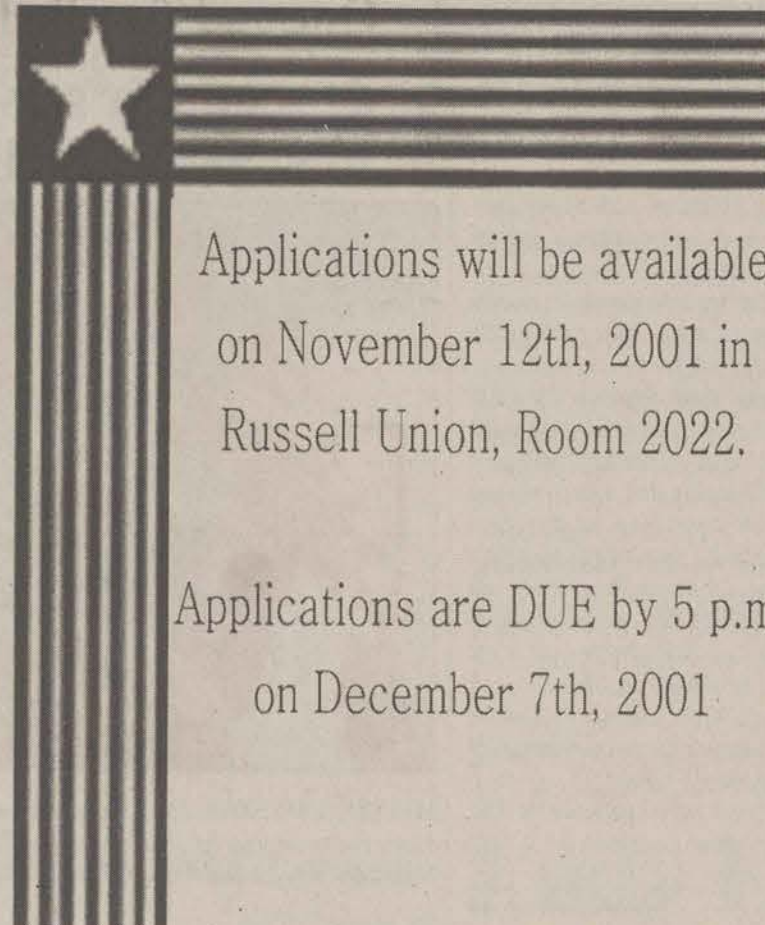 Applications will be available
on November 12th, 2001 in
Russell Union, Room 2022.
Applications are DUE by 5 p.m
on December 7th, 2001